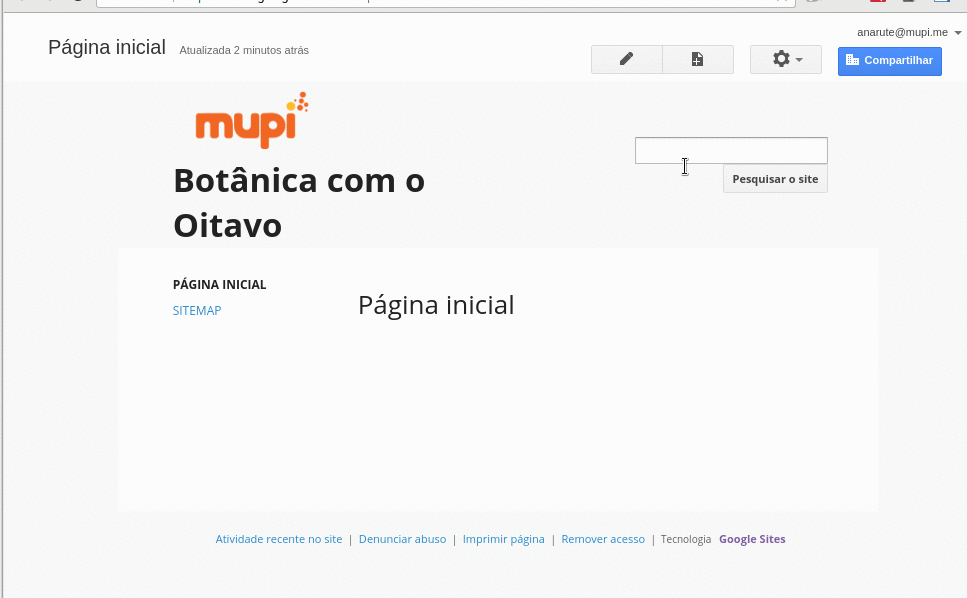 anarute@mupi.me
Página inicial Atualizada 2 minutos atrás
Compartilhar
mupi
Botânica com o
Oitavo
Pesquisar o site
PÁGINA INICIAL
SITEMAP
Página inicial
Atividade recente no site | Denunciar abuso | Imprimir página | Remover acesso | Tecnologia Google Sites